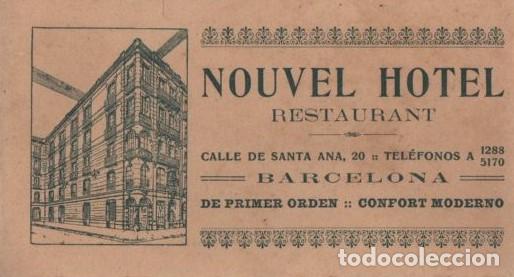 NOUVEL HOTEL
RESTAURANT
CALLE DE SANTA ANA, 20 :: TELÉFONOS A 1288
5170
BARCELONA
DE PRIMER ORDEN :: CONFORT MODERNO
todocoleccion.net